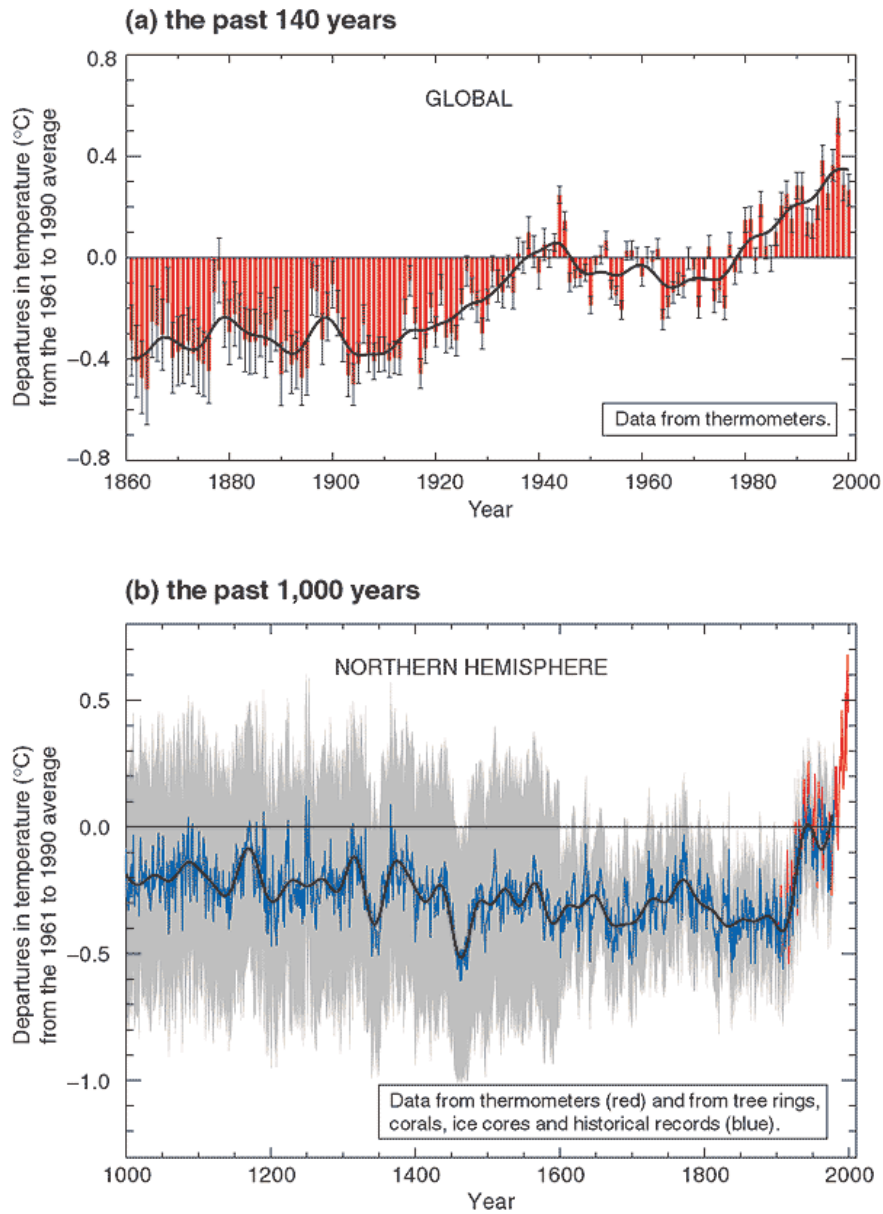 (a) the past 140 years
GLOBAL
Departures in temperature (°C)
from the 1961 to 1990 average
0.8
0.4
0.0
−0.4
−0.8
Data from thermometers.
1860
1880
1900
1920
1940
1960
1980
2000
Year
(b) the past 1,000 years
NORTHERN HEMISPHERE
Departures in temperature (°C)
from the 1961 to 1990 average
0.5
0.0
−0.5
−1.0
Data from thermometers (red) and from tree rings,
corals, ice cores and historical records (blue).
1000
1200
1400
1600
1800
2000
Year